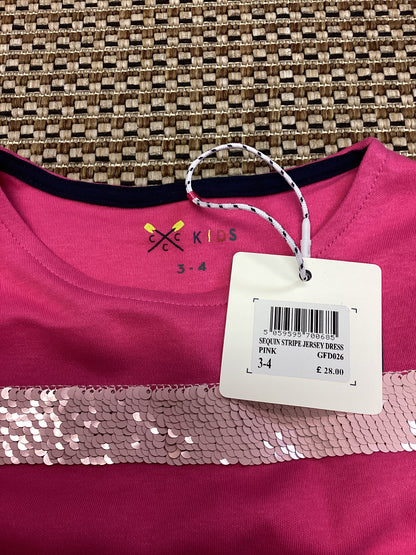 C C C KIDS
3-4
5 059595 700685
SEQUIN STRIPE JERSEY DRESS
PINK GFD026
3-4
£ 28.00